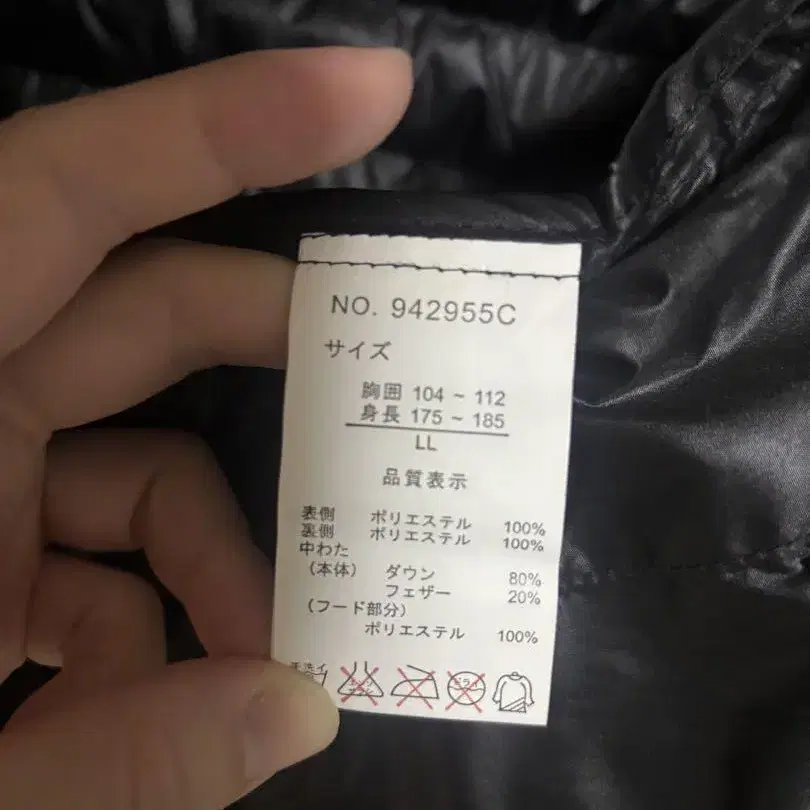 NO. 942955C
サイズ
胸囲 104 ~ 112
身長 175 ~ 185
LL
品質表示
表側 ポリエステル 100%
裏側 ポリエステル 100%
中わた
(本体) ダウン 80%
フェザー 20%
(フード部分)
ポリエステル 100%
手洗イ